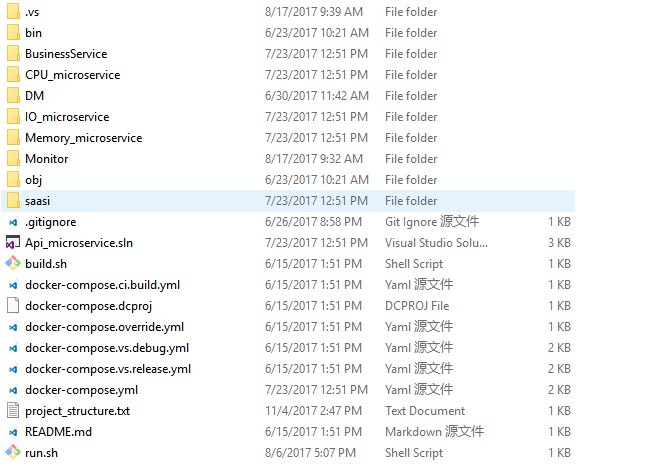 .vs 8/17/2017 9:39 AM File folder
bin 6/23/2017 10:21 AM File folder
BusinessService 7/23/2017 12:51 PM File folder
CPU_microservice 7/23/2017 12:51 PM File folder
DM 6/30/2017 11:42 AM File folder
IO_microservice 7/23/2017 12:51 PM File folder
Memory_microservice 7/23/2017 12:51 PM File folder
Monitor 8/17/2017 9:32 AM File folder
obj 6/23/2017 10:21 AM File folder
saasi 7/23/2017 12:51 PM File folder
.gitignore 6/26/2017 8:58 PM Git Ignore 源文件 1 KB
Api_microservice.sln 7/23/2017 12:51 PM Visual Studio Solu... 3 KB
build.sh 6/15/2017 1:51 PM Shell Script 1 KB
docker-compose.ci.build.yml 6/15/2017 1:51 PM Yaml 源文件 1 KB
docker-compose.dcproj 6/15/2017 1:51 PM DCPROJ File 1 KB
docker-compose.override.yml 6/15/2017 1:51 PM Yaml 源文件 1 KB
docker-compose.vs.debug.yml 6/15/2017 1:51 PM Yaml 源文件 2 KB
docker-compose.vs.release.yml 6/15/2017 1:51 PM Yaml 源文件 2 KB
docker-compose.yml 7/23/2017 12:51 PM Yaml 源文件 1 KB
project_structure.txt 11/4/2017 2:47 PM Text Document 1 KB
README.md 6/15/2017 1:51 PM Markdown 源文件 1 KB
run.sh 8/6/2017 5:07 PM Shell Script 1 KB